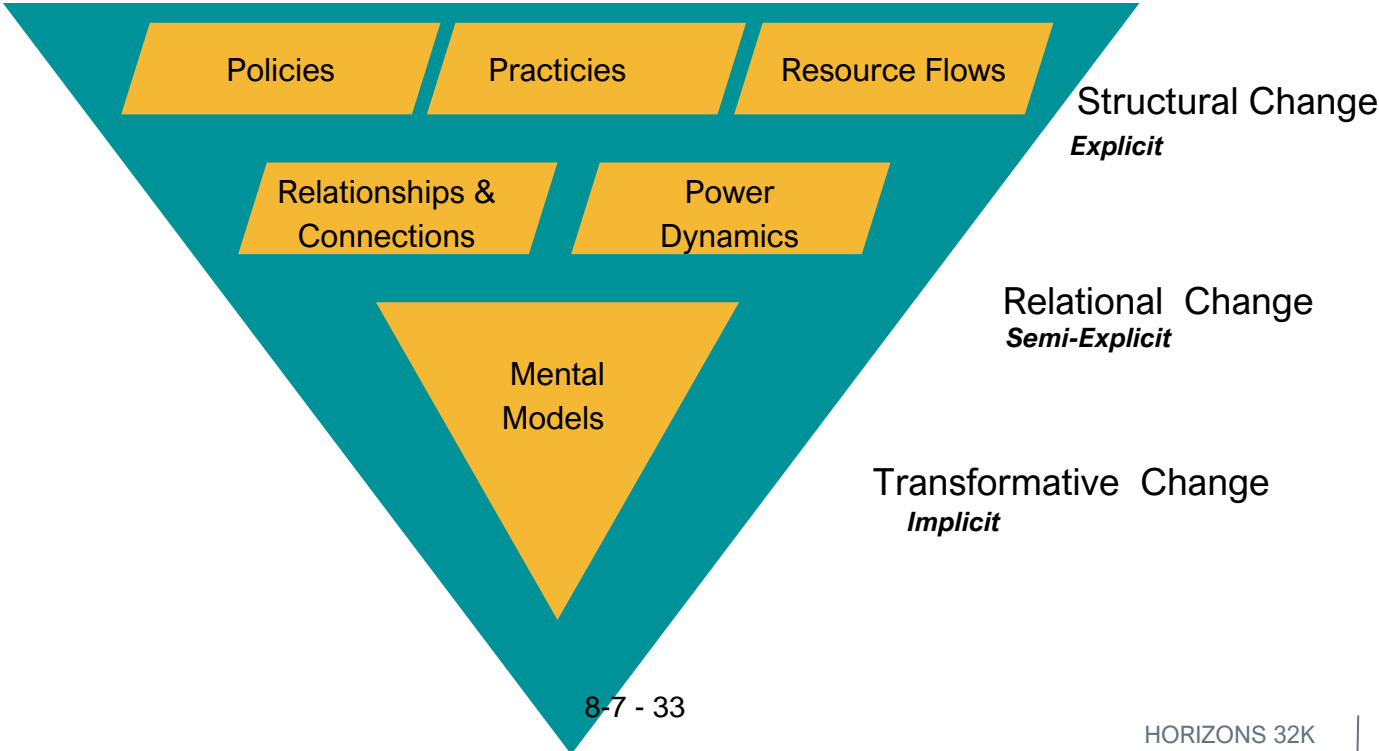 Policies
Practicies
Resource Flows
Structural Change
Explicit
Relationships &
Connections
Power
Dynamics
Relational Change
Semi-Explicit
Mental
Models
Transformative Change
Implicit
8-7 - 33
HORIZONS 32K |